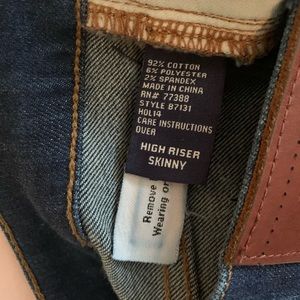 92% COTTON
6% POLYESTER
2% SPANDEX
MADE IN CHINA
RN# 77388
STYLE B7131
HOL14
CARE INSTRUCTIONS
OVER
HIGH RISER
SKINNY
Remove
Wearing or